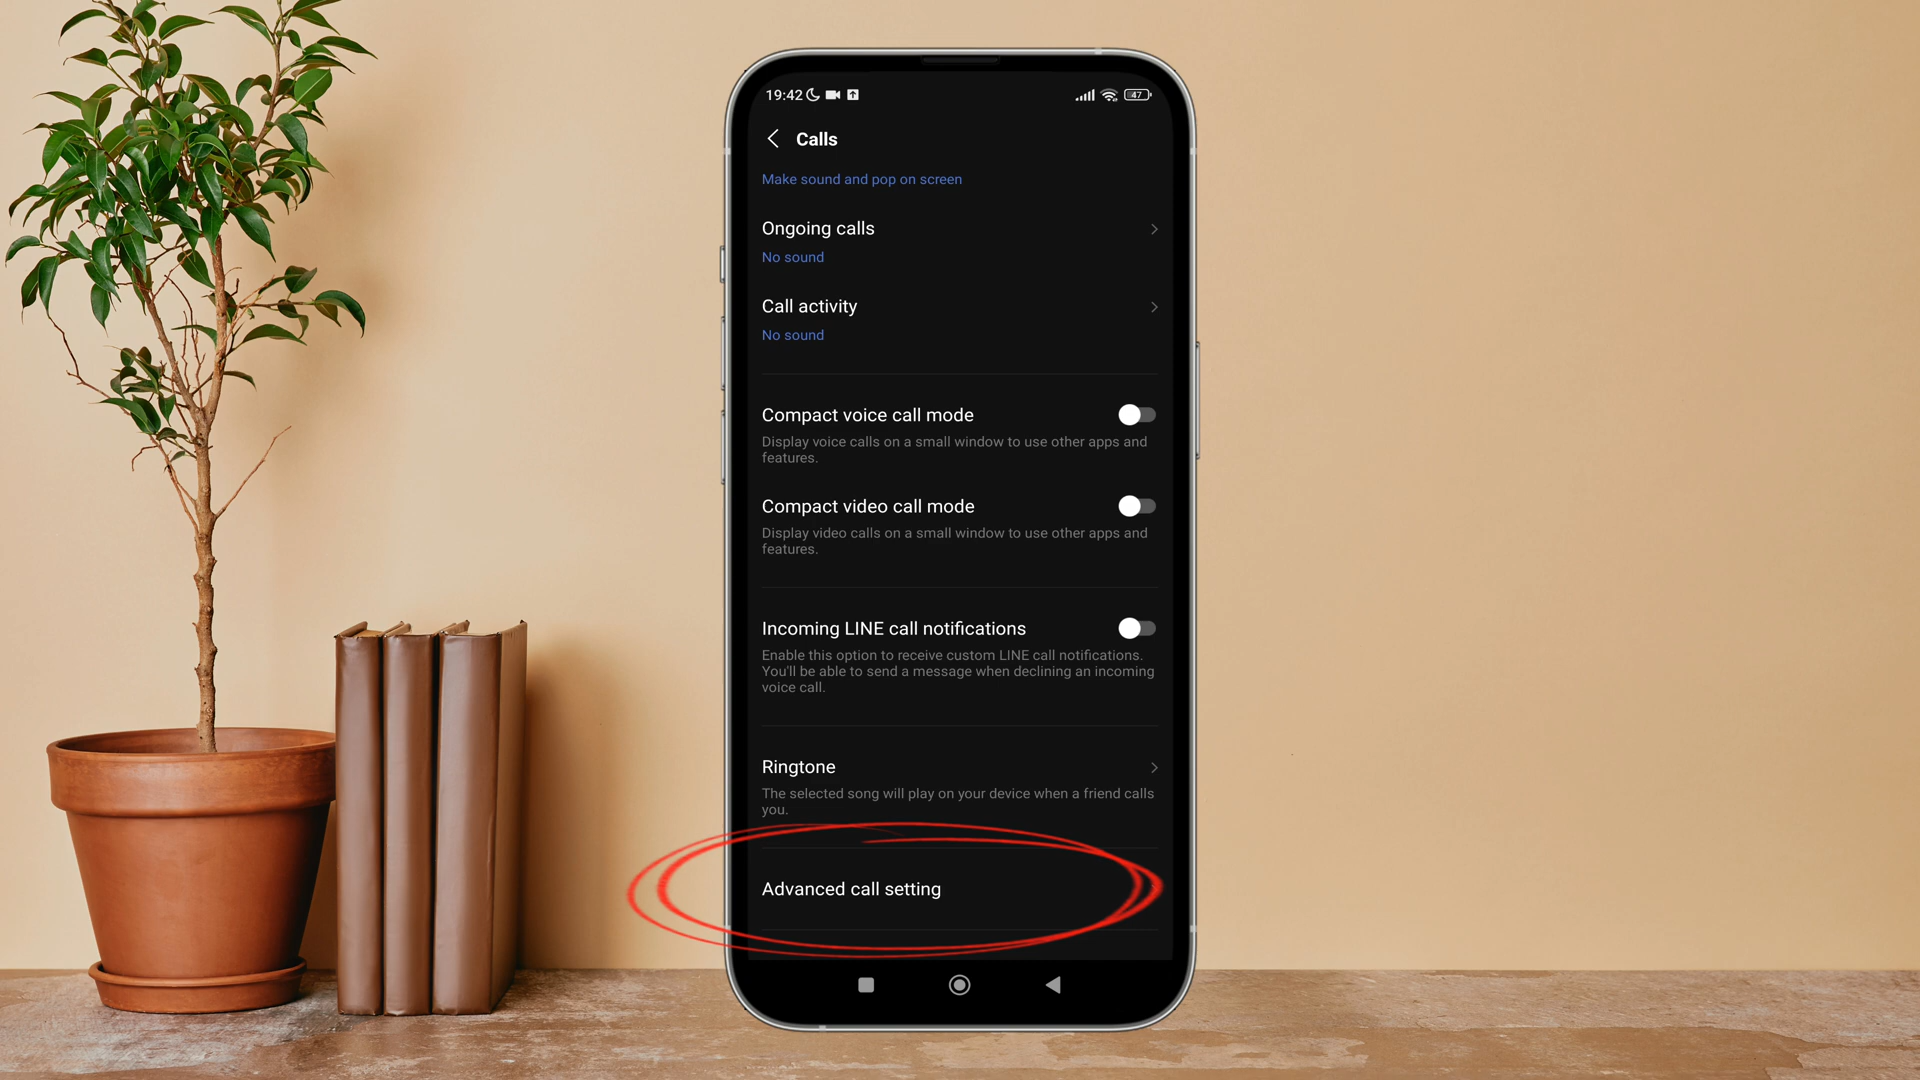 19:42
47
Calls
Make sound and pop on screen
Ongoing calls
No sound
Call activity
No sound
Compact voice call mode
Display voice calls on a small window to use other apps and
features.
Compact video call mode
Display video calls on a small window to use other apps and
features.
Incoming LINE call notifications
Enable this option to receive custom LINE call notifications.
You'll be able to send a message when declining an incoming
voice call.
Ringtone
The selected song will play on your device when a friend calls
you.
Advanced call setting